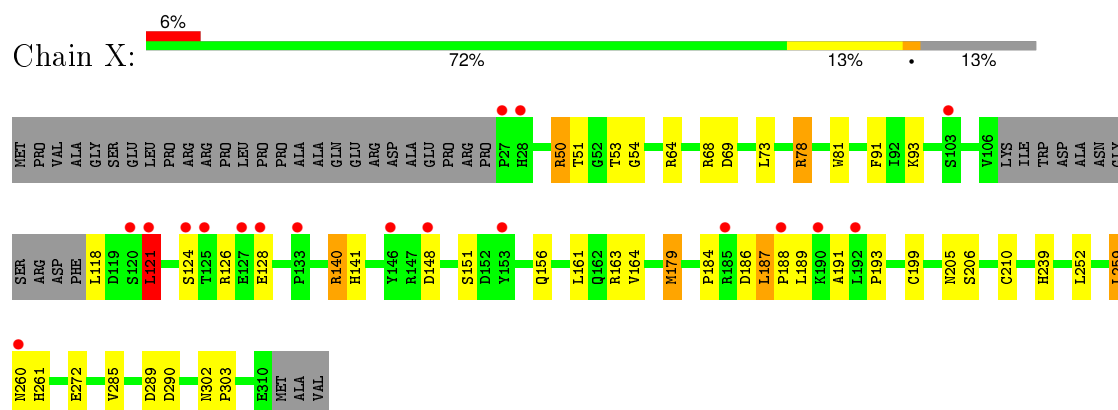 6%
Chain X:
72% 13% • 13%
MET PRO VAL ALA GLY SER GLU LEU PRO ARG ARG PRO LEU PRO PRO ALA ALA GLN GLU ARG ASP ALA GLU PRO ARG PRO P27 H28 R50 T51 G52 T53 G54 R64 R68 D69 L73 R78 W81 F91 I92 K93 S103 V106 LYS ILE TRP ASP ALA ASN GLY
SER ARG ASP PHE L118 D119 S120 L121 S124 T125 R126 E127 E128 P133 R140 H141 Y146 R147 D148 S151 D152 Y153 Q156 L161 Q162 R163 V164 M179 P184 R185 D186 L187 P188 L189 K190 A191 L192 P193 C199 N205 S206 C210 H239 L252 L259
N260 H261 E272 V285 D289 D290 N302 P303 E310 MET ALA VAL